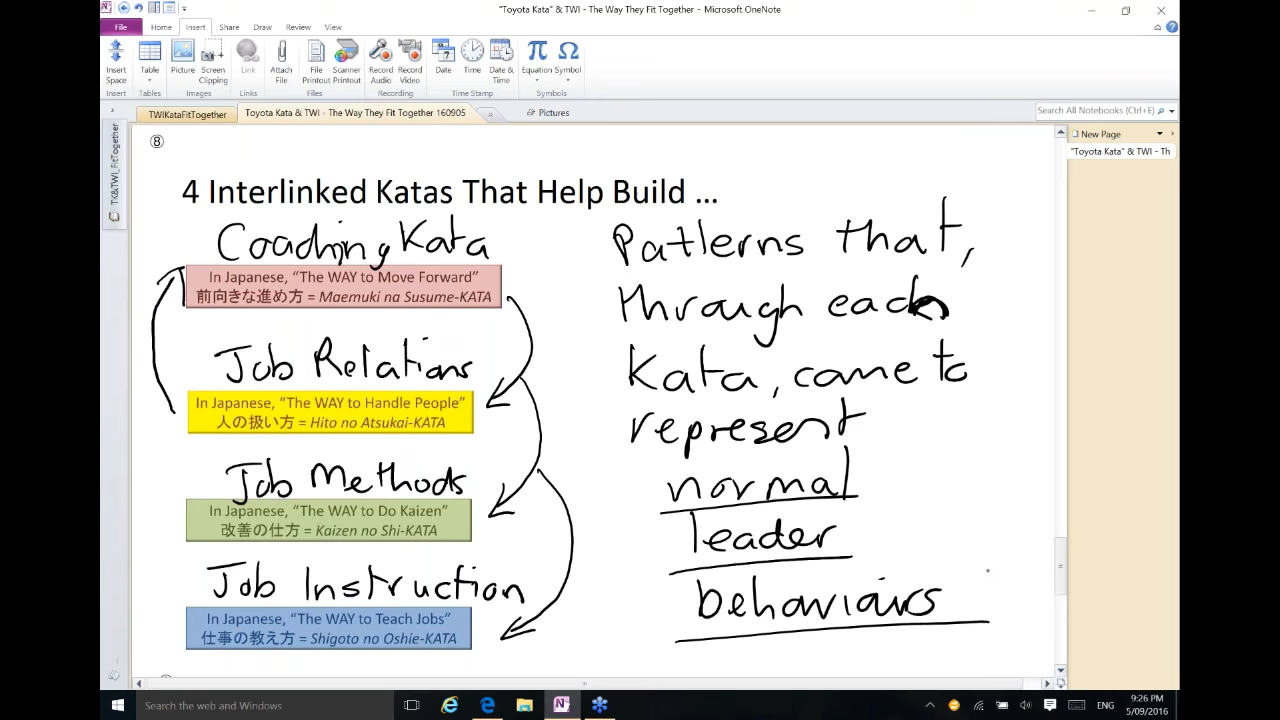 "Toyota Kata" & TWI - The Way They Fit Together - Microsoft OneNote
File Home Insert Share Draw Review View
Insert Space
Table
Picture
Screen Clipping
Link
Attach File
File Printout
Scanner Printout
Record Audio
Record Video
Date
Time
Date & Time
Equation
Symbol
Insert Tables Images Links Files Recording Time Stamp Symbols
TWIKataFitTogether
Toyota Kata & TWI - The Way They Fit Together 160905
Pictures
Search All Notebooks (Ctrl+E)
New Page
"Toyota Kata" & TWI - Th
TK&TWI_FitTogether
⑧
4 Interlinked Katas That Help Build ...
Coaching Kata
In Japanese, “The WAY to Move Forward”
前向きな進め方 = Maemuki na Susume-KATA
Job Relations
In Japanese, “The WAY to Handle People”
人の扱い方 = Hito no Atsukai-KATA
Job Methods
In Japanese, “The WAY to Do Kaizen”
改善の仕方 = Kaizen no Shi-KATA
Job Instruction
In Japanese, “The WAY to Teach Jobs”
仕事の教え方 = Shigoto no Oshie-KATA
Patterns that,
through each
Kata, come to
represent
normal
leader
behaviours
Search the web and Windows
ENG
9:26 PM
5/09/2016